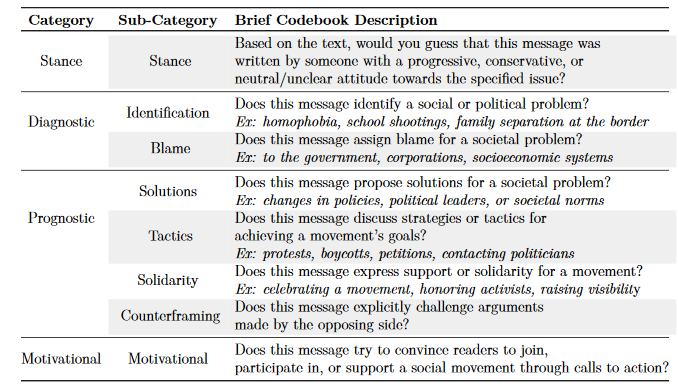 Category Sub-Category Brief Codebook Description
Based on the text, would you guess that this message was
Stance Stance written by someone with a progressive, conservative, or
neutral/unclear attitude towards the specified issue?
Diagnostic
Identification
Does this message identify a social or political problem?
Ex: homophobia, school shootings, family separation at the border
Blame
Does this message assign blame for a societal problem?
Ex: to the government, corporations, socioeconomic systems
Prognostic
Solutions
Does this message propose solutions for a societal problem?
Ex: changes in policies, political leaders, or societal norms
Tactics
Does this message discuss strategies or tactics for
achieving a movement's goals?
Ex: protests, boycotts, petitions, contacting politicians
Solidarity
Does this message express support or solidarity for a movement?
Ex: celebrating a movement, honoring activists, raising visibility
Counterframing
Does this message explicitly challenge arguments
made by the opposing side?
Motivational Motivational
Does this message try to convince readers to join,
participate in, or support a social movement through calls to action?